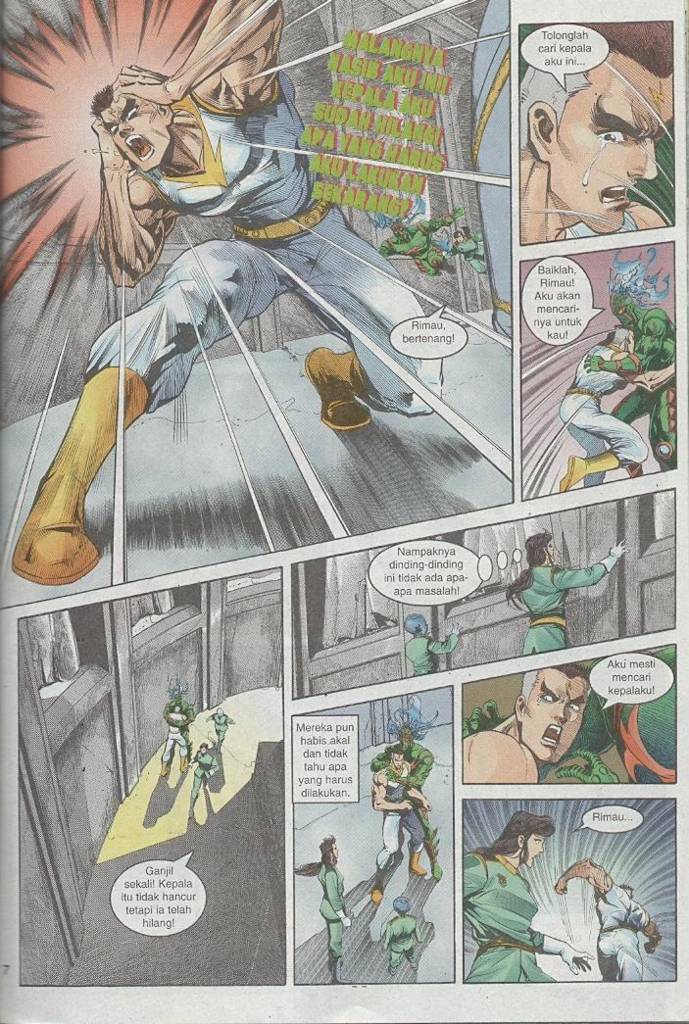 MALANGNYA
NASIB AKU INI!
KEPALA AKU
SUDAH HILANG!
APA YANG HARUS
AKU LAKUKAN
SEKARANG?
Rimau,
bertenang!
Tolonglah
cari kepala
aku ini...
Baiklah,
Rimau!
Aku akan
mencari-
nya untuk
kau!
Nampaknya
dinding-dinding
ini tidak ada apa-
apa masalah!
Ganjil
sekali! Kepala
itu tidak hancur
tetapi ia telah
hilang!
Mereka pun
habis akal
dan tidak
tahu apa
yang harus
dilakukan.
Aku mesti
mencari
kepalaku!
Rimau...
7